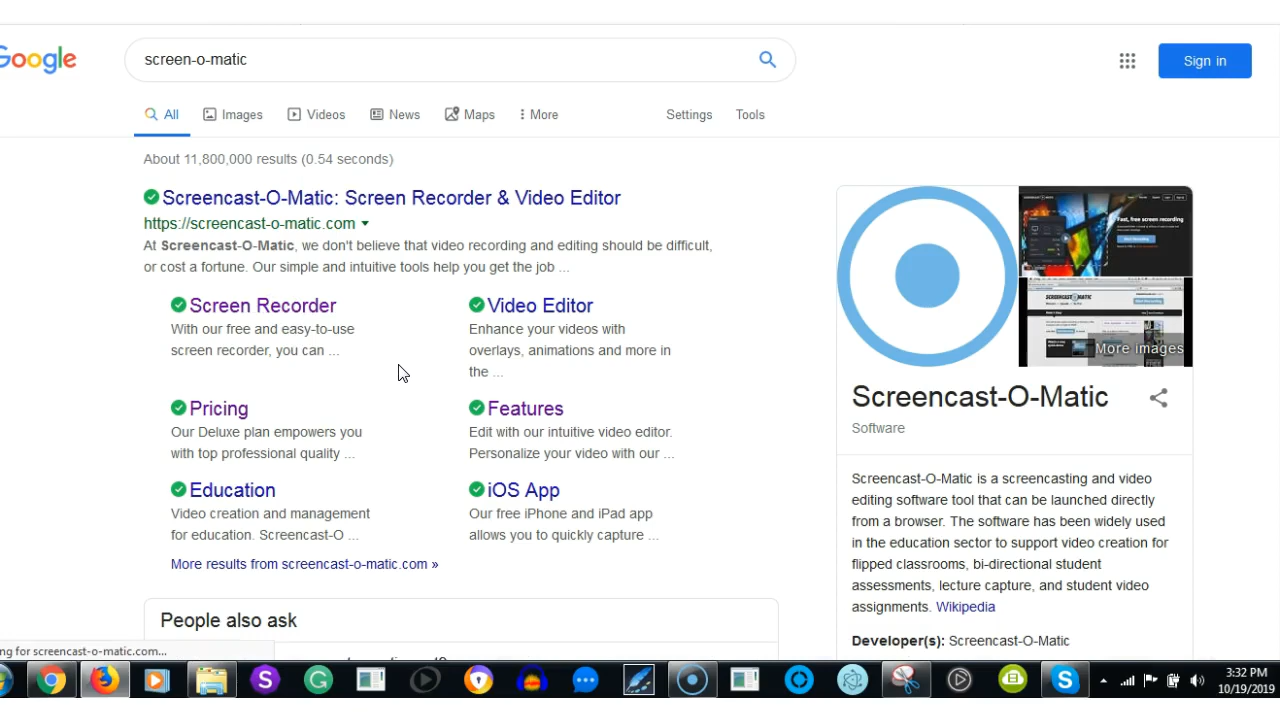 Google
screen-o-matic
Sign in
All
Images
Videos
News
Maps
More
Settings
Tools
About 11,800,000 results (0.54 seconds)
Screencast-O-Matic: Screen Recorder & Video Editor
https://screencast-o-matic.com
At Screencast-O-Matic, we don't believe that video recording and editing should be difficult,
or cost a fortune. Our simple and intuitive tools help you get the job ...
Screen Recorder
With our free and easy-to-use
screen recorder, you can ...
Video Editor
Enhance your videos with
overlays, animations and more in
the ...
Pricing
Our Deluxe plan empowers you
with top professional quality ...
Features
Edit with our intuitive video editor.
Personalize your video with our ...
Education
Video creation and management
for education. Screencast-O ...
iOS App
Our free iPhone and iPad app
allows you to quickly capture ...
More results from screencast-o-matic.com »
People also ask
Fast, free screen recording
More images
Screencast-O-Matic
Software
Screencast-O-Matic is a screencasting and video
editing software tool that can be launched directly
from a browser. The software has been widely used
in the education sector to support video creation for
flipped classrooms, bi-directional student
assessments, lecture capture, and student video
assignments. Wikipedia
Developer(s): Screencast-O-Matic
ng for screencast-o-matic.com...
3:32 PM
10/19/2019